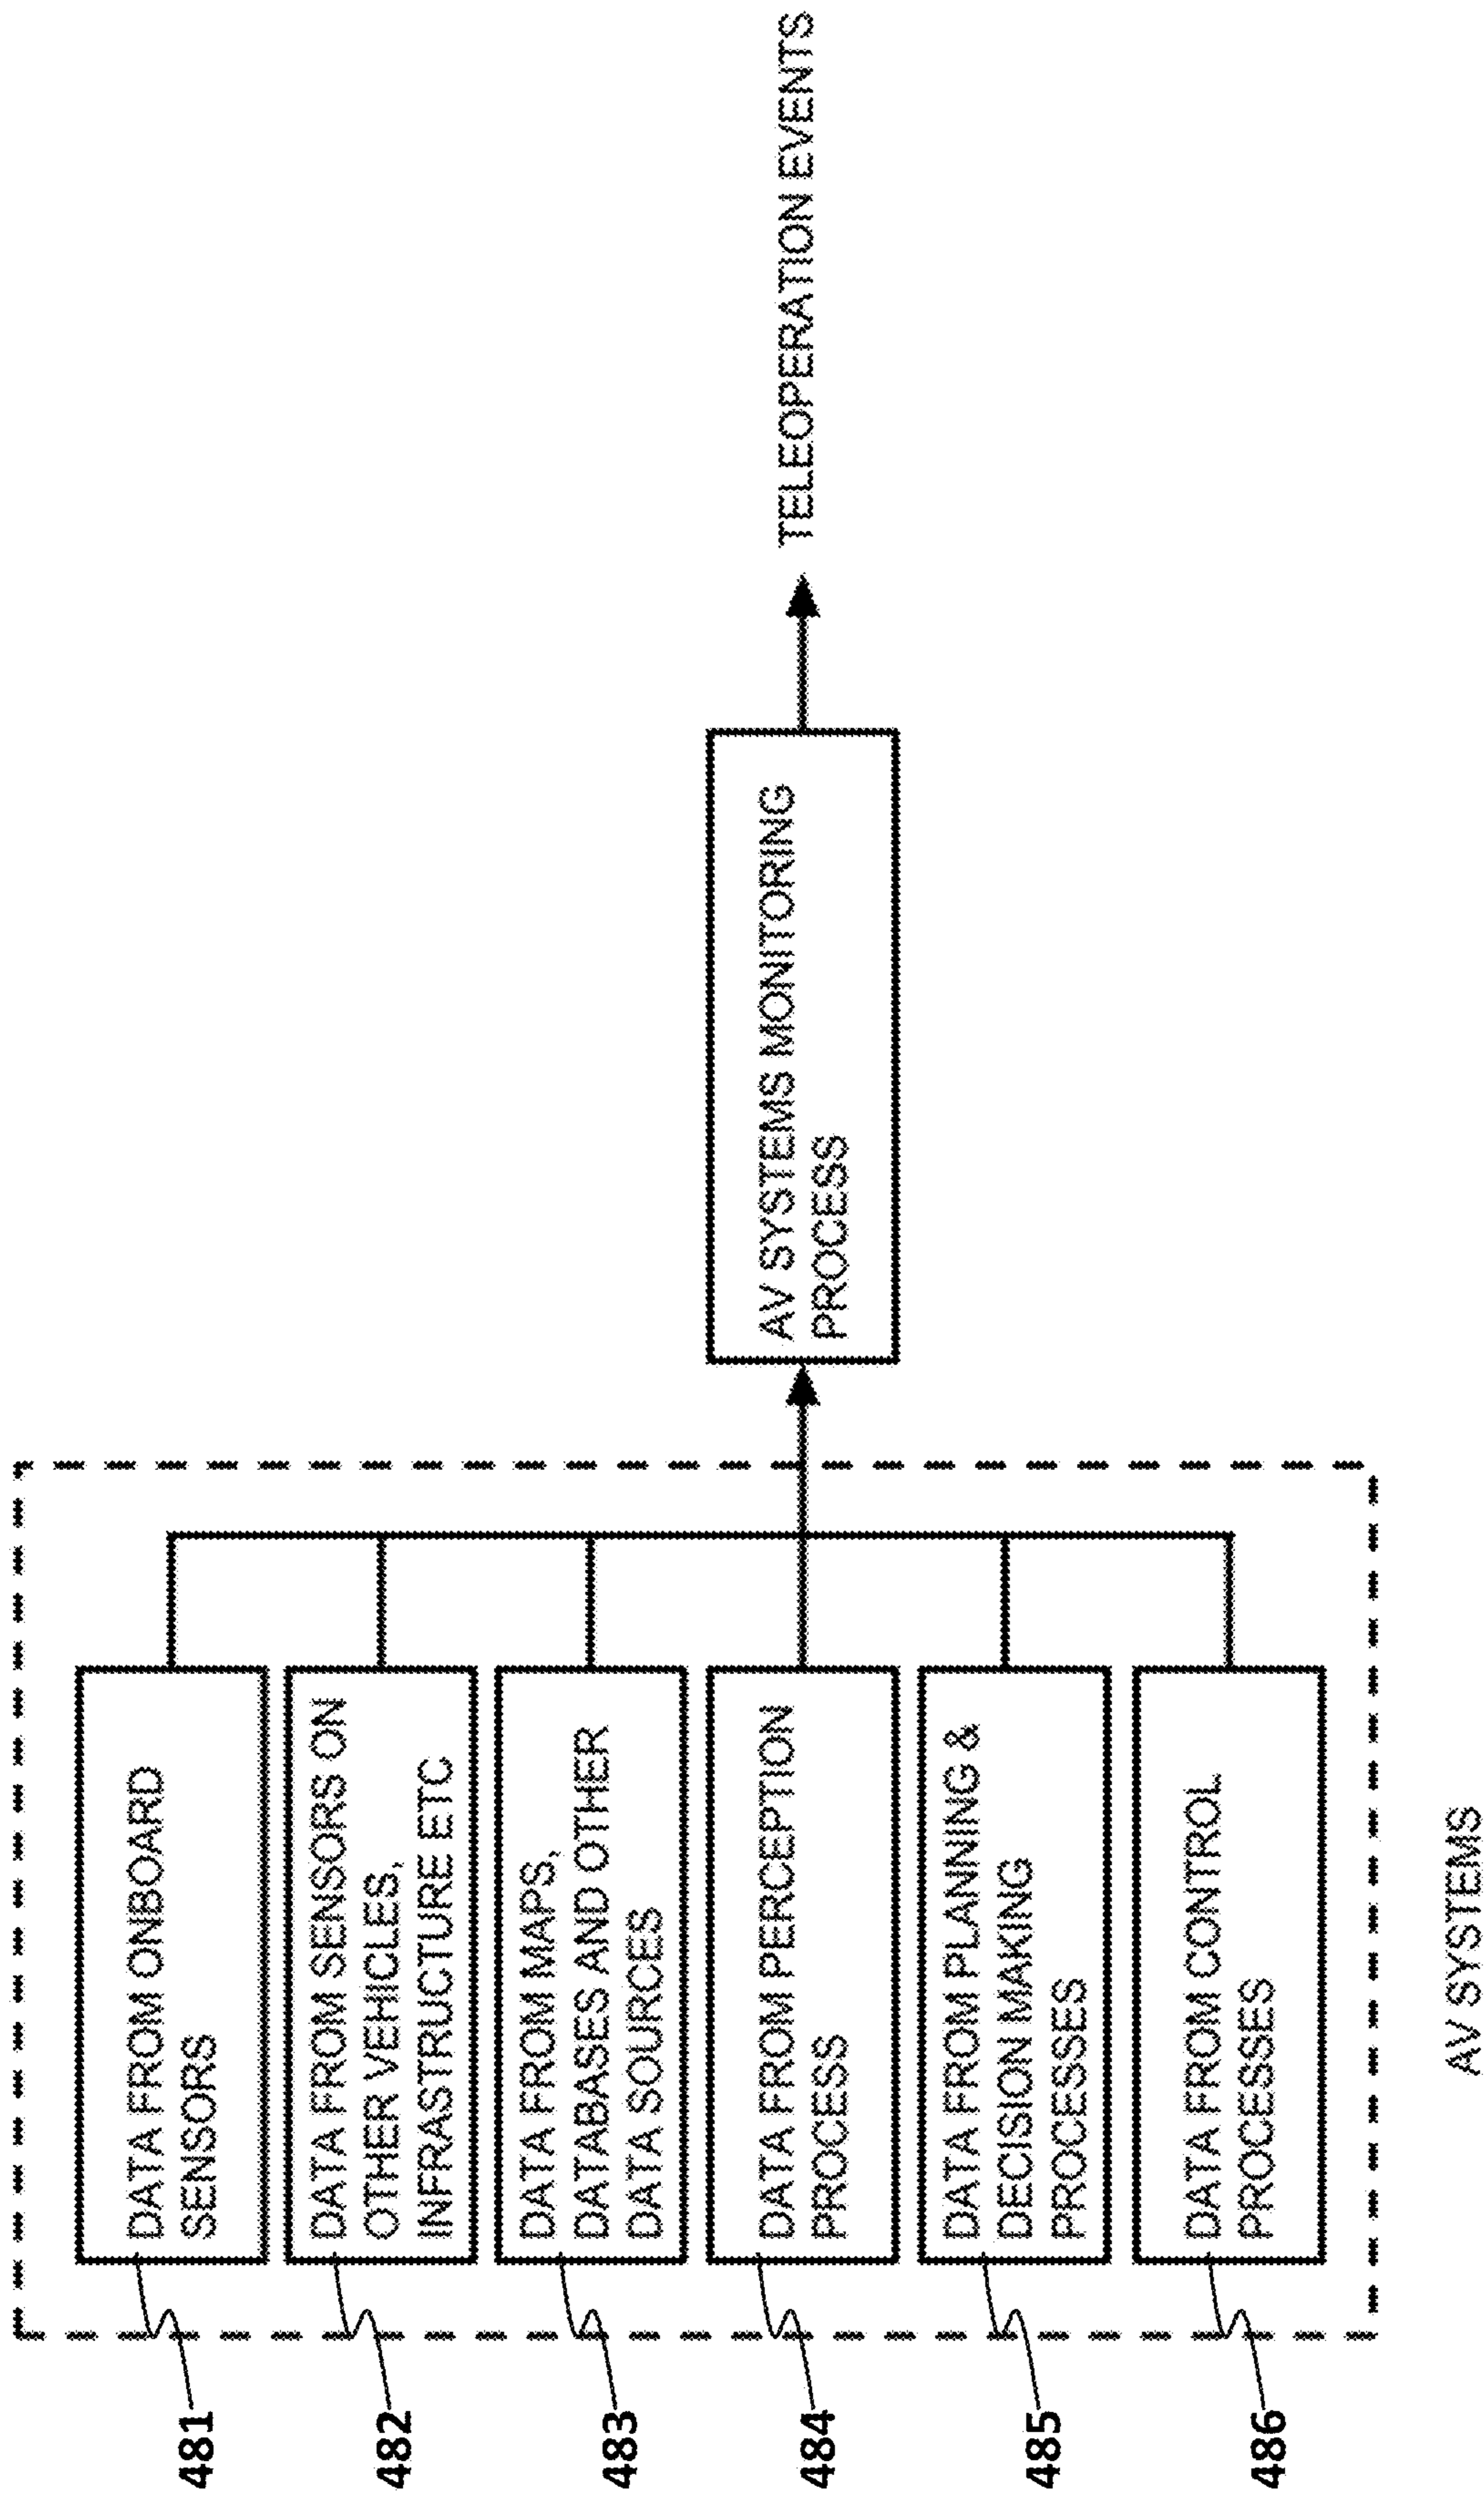 481
DATA FROM ONBOARD
SENSORS
482
DATA FROM SENSORS ON
OTHER VEHICLES,
INFRASTRUCTURE ETC
483
DATA FROM MAPS,
DATABASES AND OTHER
DATA SOURCES
484
DATA FROM PERCEPTION
PROCESS
485
DATA FROM PLANNING &
DECISION MAKING
PROCESSES
486
DATA FROM CONTROL
PROCESSES
AV SYSTEMS
AV SYSTEMS MONITORING
PROCESS
TELEOPERATION EVENTS